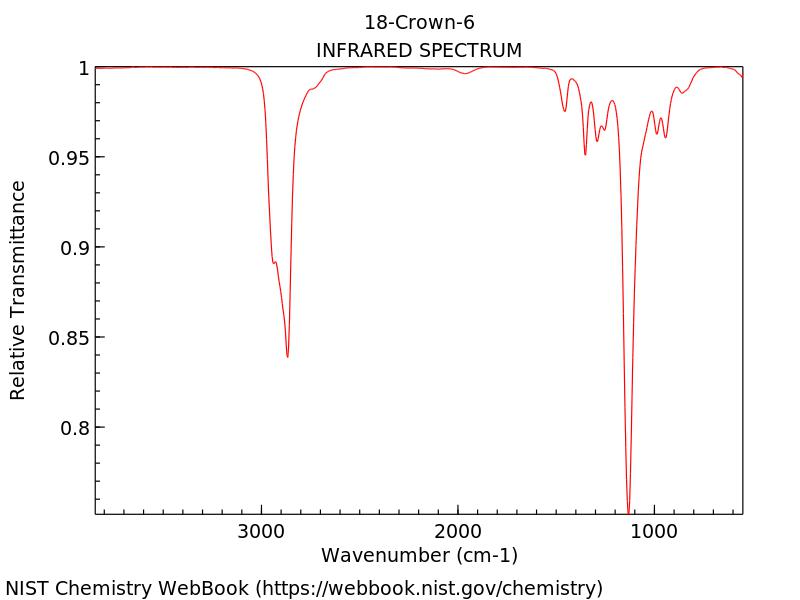 18-Crown-6
INFRARED SPECTRUM
1
0.95
0.9
0.85
0.8
Relative Transmittance
3000 2000 1000
Wavenumber (cm-1)
NIST Chemistry WebBook (https://webbook.nist.gov/chemistry)